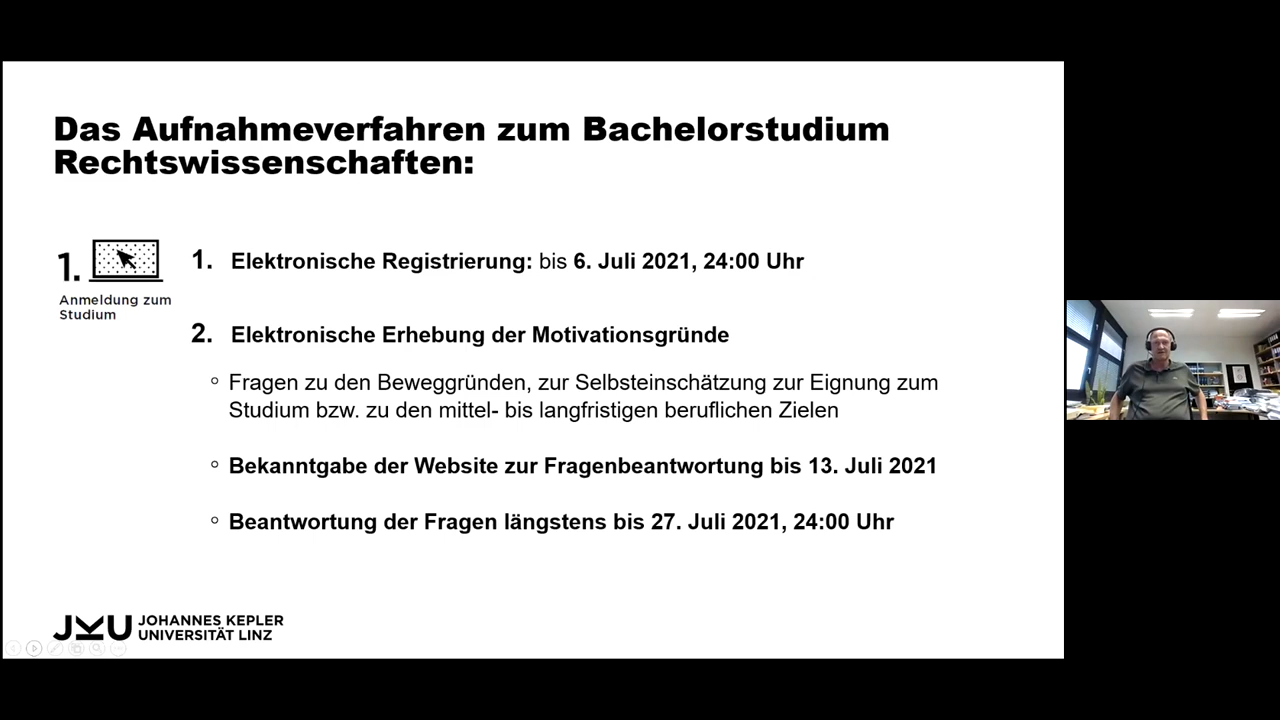 Das Aufnahmeverfahren zum Bachelorstudium
Rechtswissenschaften:
1.
Anmeldung zum
Studium
1. Elektronische Registrierung: bis 6. Juli 2021, 24:00 Uhr
2. Elektronische Erhebung der Motivationsgründe
Fragen zu den Beweggründen, zur Selbsteinschätzung zur Eignung zum
Studium bzw. zu den mittel- bis langfristigen beruflichen Zielen
Bekanntgabe der Website zur Fragenbeantwortung bis 13. Juli 2021
Beantwortung der Fragen längstens bis 27. Juli 2021, 24:00 Uhr
JKU JOHANNES KEPLER
UNIVERSITÄT LINZ